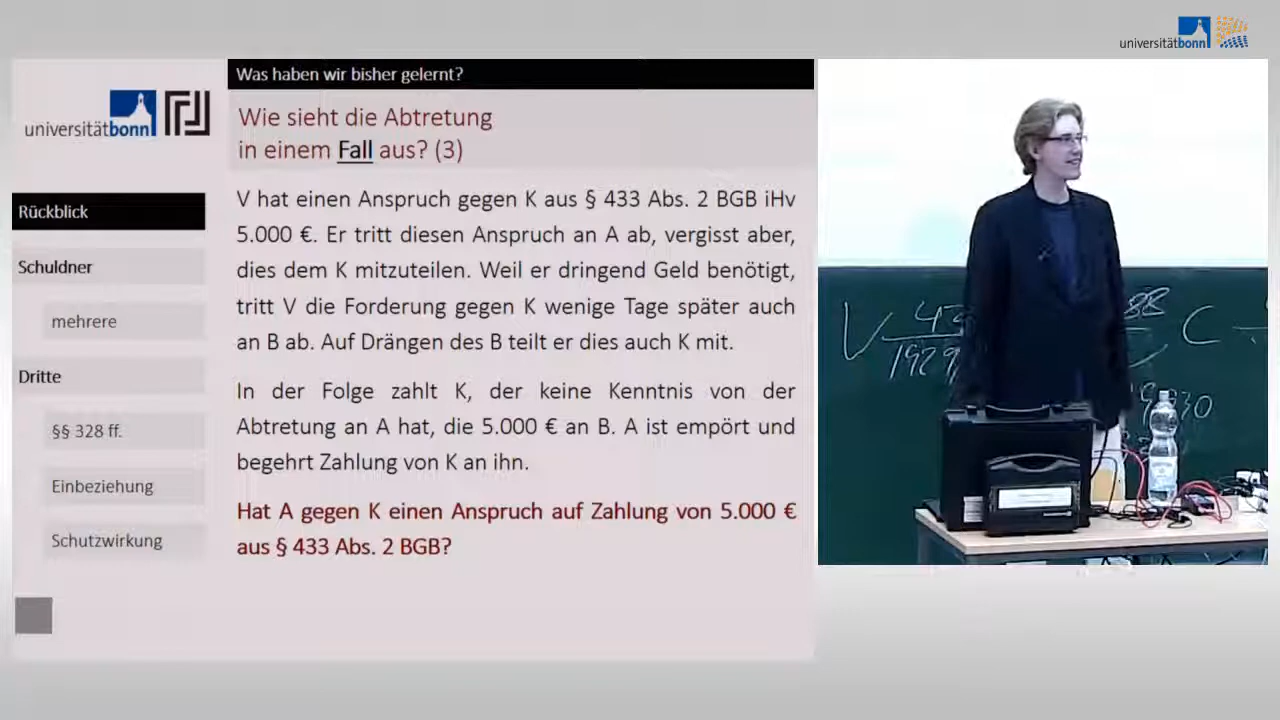 universitätbonn
Was haben wir bisher gelernt?
universitätbonn
Wie sieht die Abtretung
in einem Fall aus? (3)
Rückblick
Schuldner
mehrere
Dritte
§§ 328 ff.
Einbeziehung
Schutzwirkung
V hat einen Anspruch gegen K aus § 433 Abs. 2 BGB iHv
5.000 €. Er tritt diesen Anspruch an A ab, vergisst aber,
dies dem K mitzuteilen. Weil er dringend Geld benötigt,
tritt V die Forderung gegen K wenige Tage später auch
an B ab. Auf Drängen des B teilt er dies auch K mit.
In der Folge zahlt K, der keine Kenntnis von der
Abtretung an A hat, die 5.000 € an B. A ist empört und
begehrt Zahlung von K an ihn.
Hat A gegen K einen Anspruch auf Zahlung von 5.000 €
aus § 433 Abs. 2 BGB?
V
C